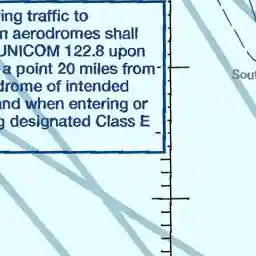 ing traffic to
m aerodromes shall
UNICOM 122.8 upon
a point 20 miles from
drome of intended
and when entering or
g designated Class E
Sout